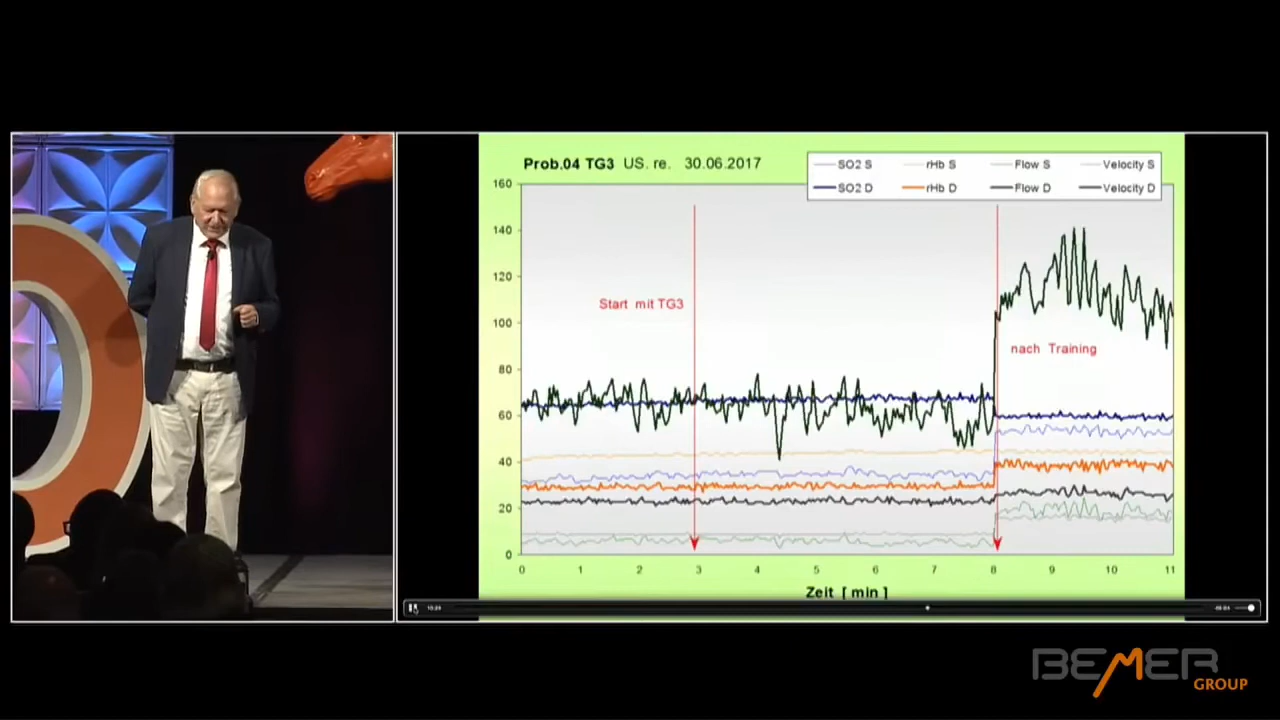 Prob.04 TG3 US. re. 30.06.2017
SO2 S rHb S Flow S Velocity S
SO2 D rHb D Flow D Velocity D
160
140
120
100
80
60
40
20
0
Start mit TG3
nach Training
0 1 2 3 4 5 6 7 8 9 10 11
Zeit [ min ]
BEMER
GROUP